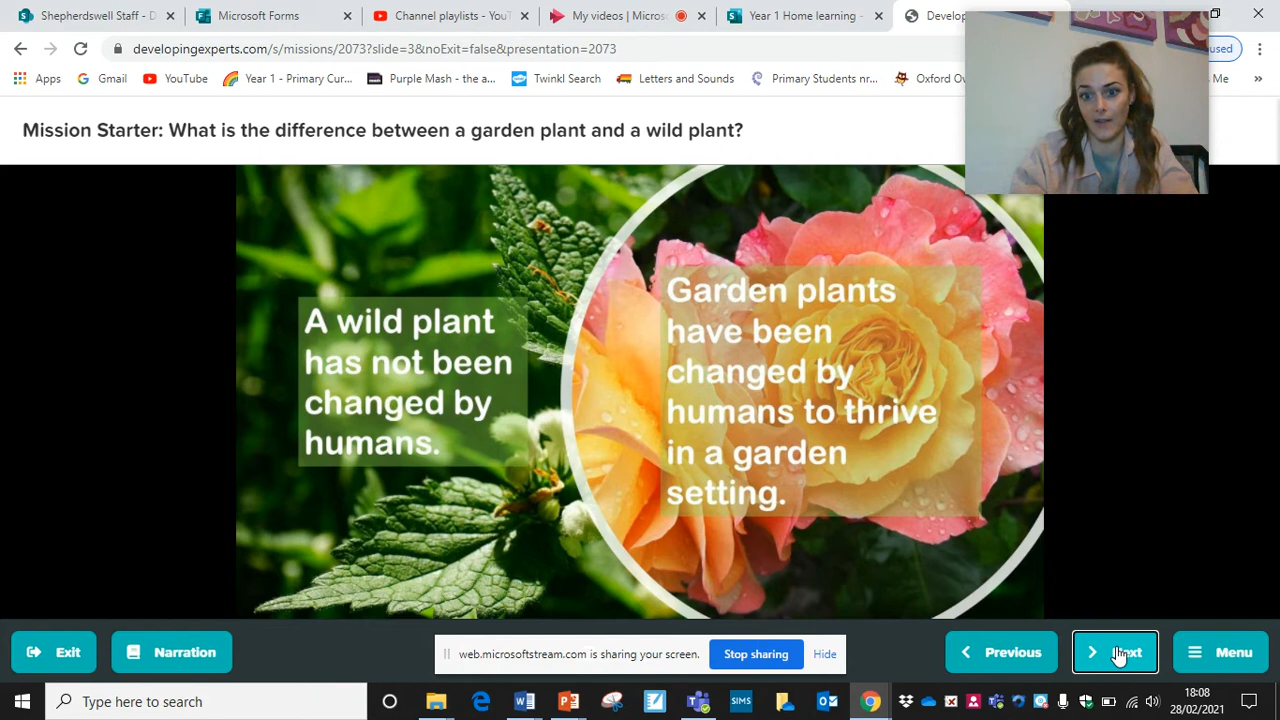 Shepherdswell Staff - D
Microsoft Forms
Channel playlists - YouT
My videos | Micros
Year 1 Home learning -
Develop
developingexperts.com/s/missions/2073?slide=3&noExit=false&presentation=2073
Apps
Gmail
YouTube
Year 1 - Primary Cur...
Purple Mash - the a...
Twinkl Search
Letters and Sounds
Primary Students nr...
Oxford Ov
Me
Mission Starter: What is the difference between a garden plant and a wild plant?
A wild plant
has not been
changed by
humans.
Garden plants
have been
changed by
humans to thrive
in a garden
setting.
Exit
Narration
web.microsoftstream.com is sharing your screen.
Stop sharing
Hide
Previous
Menu
Type here to search
SIMS
18:08
28/02/2021